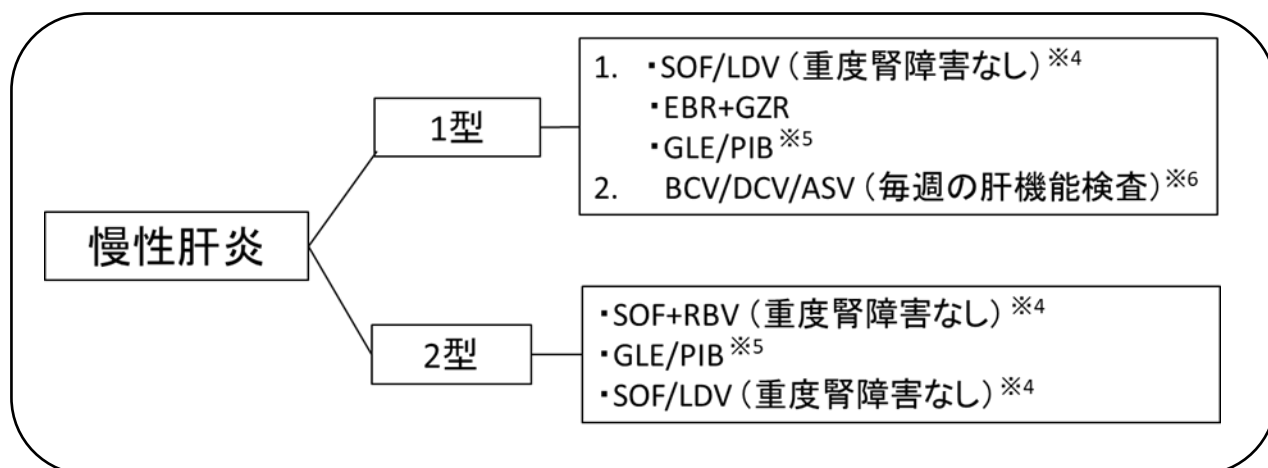 慢性肝炎
1型
1. ・SOF/LDV（重度腎障害なし）※4
・EBR+GZR
・GLE/PIB※5
2. BCV/DCV/ASV（毎週の肝機能検査）※6
2型
・SOF+RBV（重度腎障害なし）※4
・GLE/PIB※5
・SOF/LDV（重度腎障害なし）※4